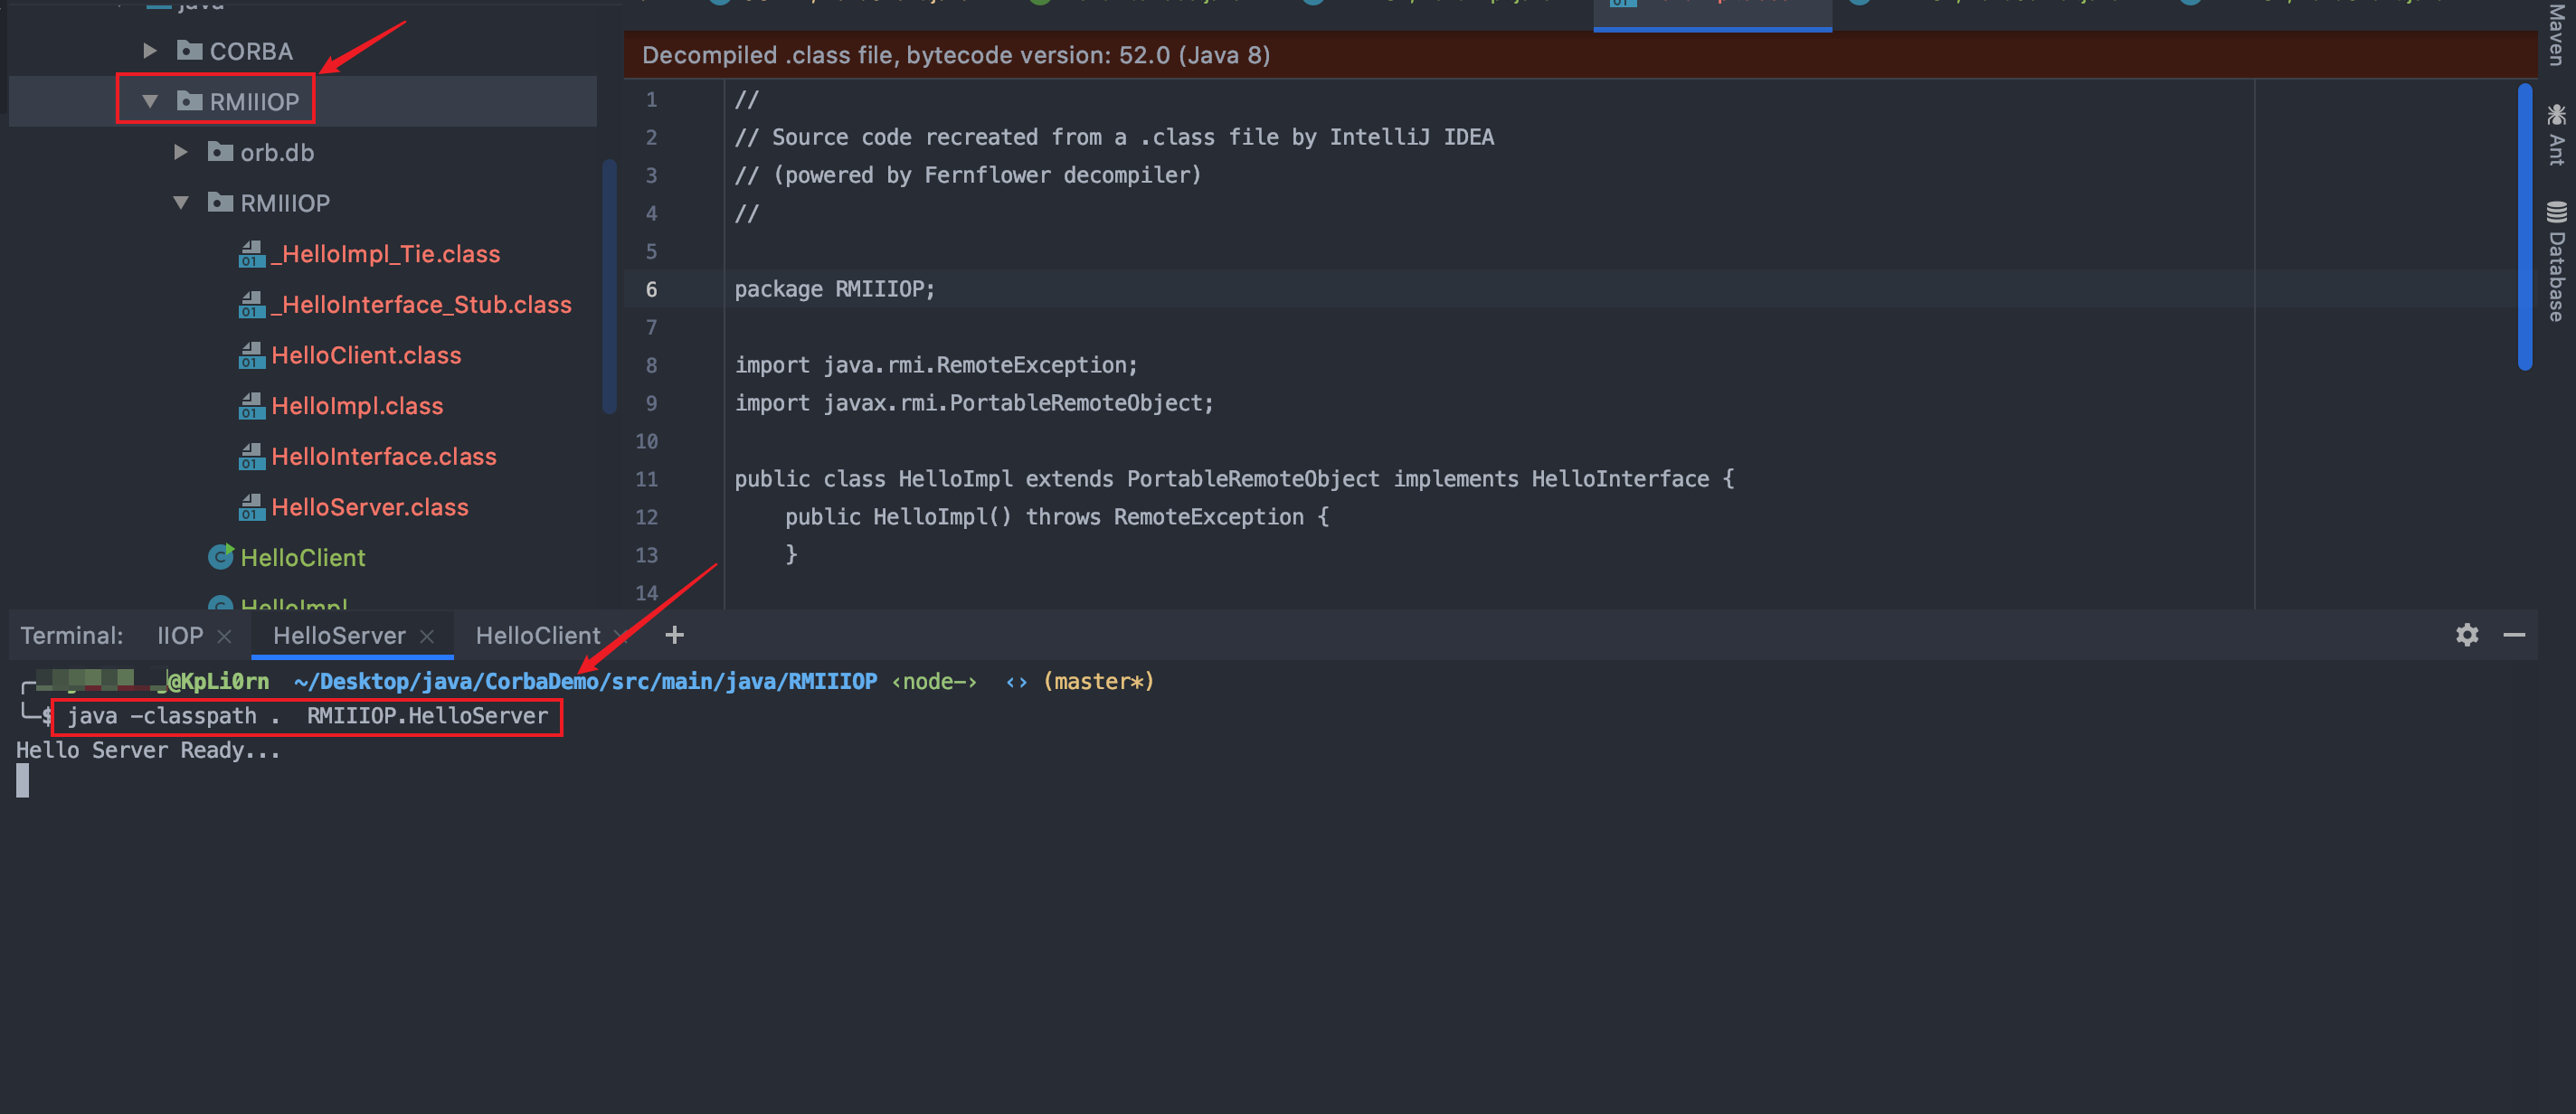 java
CORBA
RMIIIOP
orb.db
RMIIIOP
_HelloImpl_Tie.class
_HelloInterface_Stub.class
HelloClient.class
HelloImpl.class
HelloInterface.class
HelloServer.class
HelloClient
HelloImpl
Decompiled .class file, bytecode version: 52.0 (Java 8)
1 //
2 // Source code recreated from a .class file by IntelliJ IDEA
3 // (powered by Fernflower decompiler)
4 //
5
6 package RMIIIOP;
7
8 import java.rmi.RemoteException;
9 import javax.rmi.PortableRemoteObject;
10
11 public class HelloImpl extends PortableRemoteObject implements HelloInterface {
12 public HelloImpl() throws RemoteException {
13 }
14
Maven
Ant
Database
Terminal: IIOP × HelloServer × HelloClient × +
@KpLi0rn ~/Desktop/java/CorbaDemo/src/main/java/RMIIIOP ‹node-› ‹› (master*)
$ java -classpath . RMIIIOP.HelloServer
Hello Server Ready...